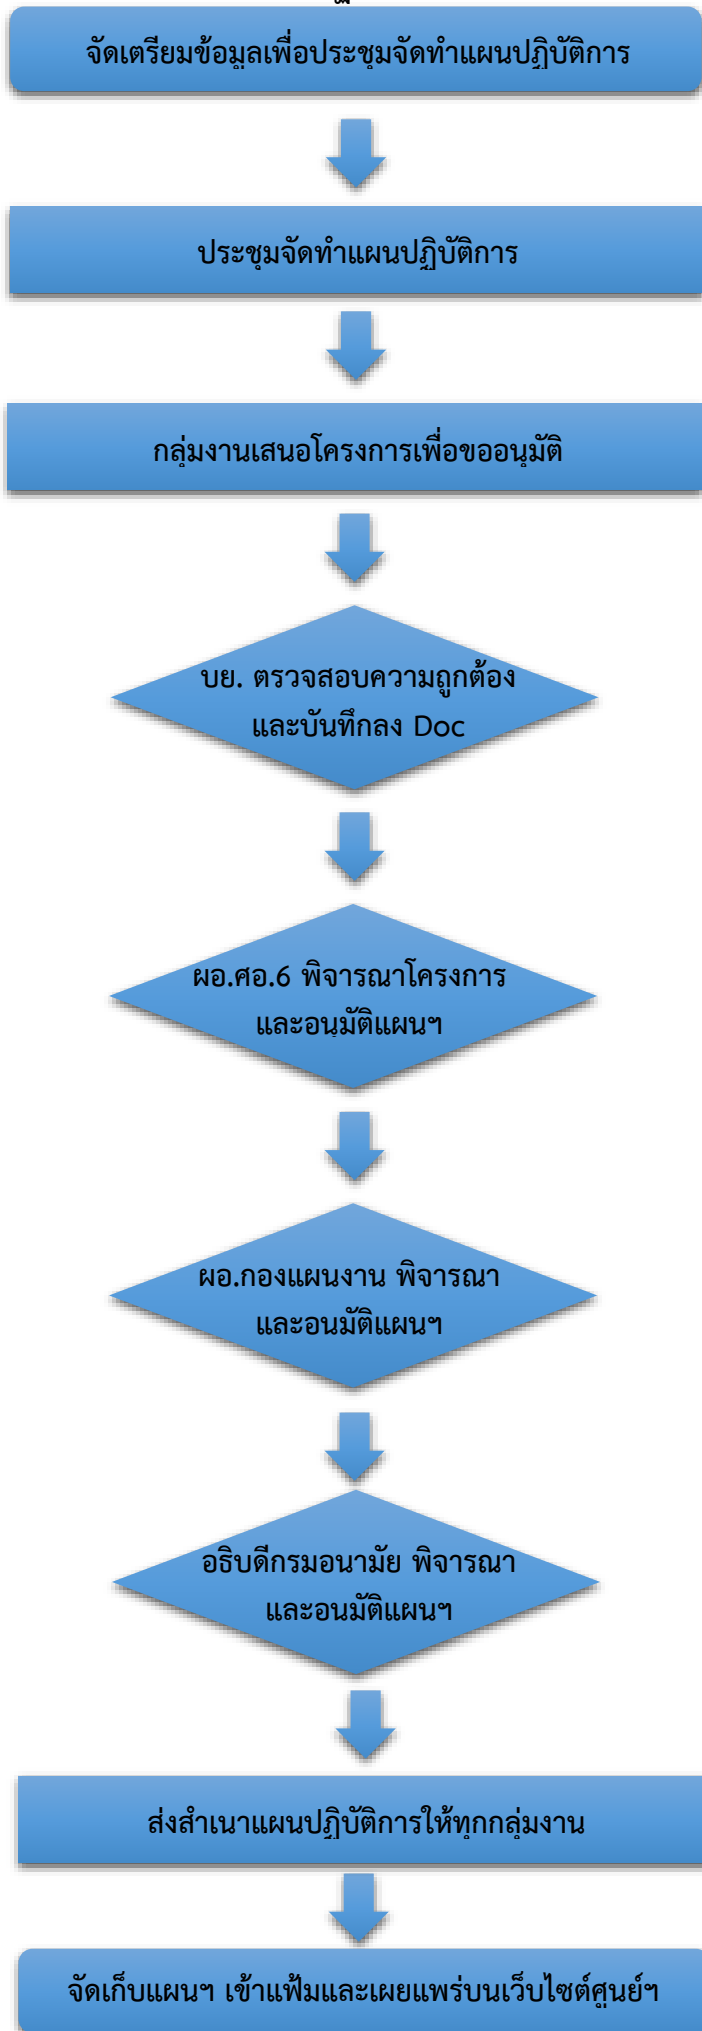 จัดเตรียมข้อมูลเพื่อประชุมจัดทำแผนปฏิบัติการ
ประชุมจัดทำแผนปฏิบัติการ
กลุ่มงานเสนอโครงการเพื่อขออนุมัติ
บย. ตรวจสอบความถูกต้อง
และบันทึกลง Doc
ผอ.ศอ.6 พิจารณาโครงการ
และอนุมัติแผนฯ
ผอ.กองแผนงาน พิจารณา
และอนุมัติแผนฯ
อธิบดีกรมอนามัย พิจารณา
และอนุมัติแผนฯ
ส่งสำเนาแผนปฏิบัติการให้ทุกกลุ่มงาน
จัดเก็บแผนฯ เข้าแฟ้มและเผยแพร่บนเว็บไซต์ศูนย์ฯ